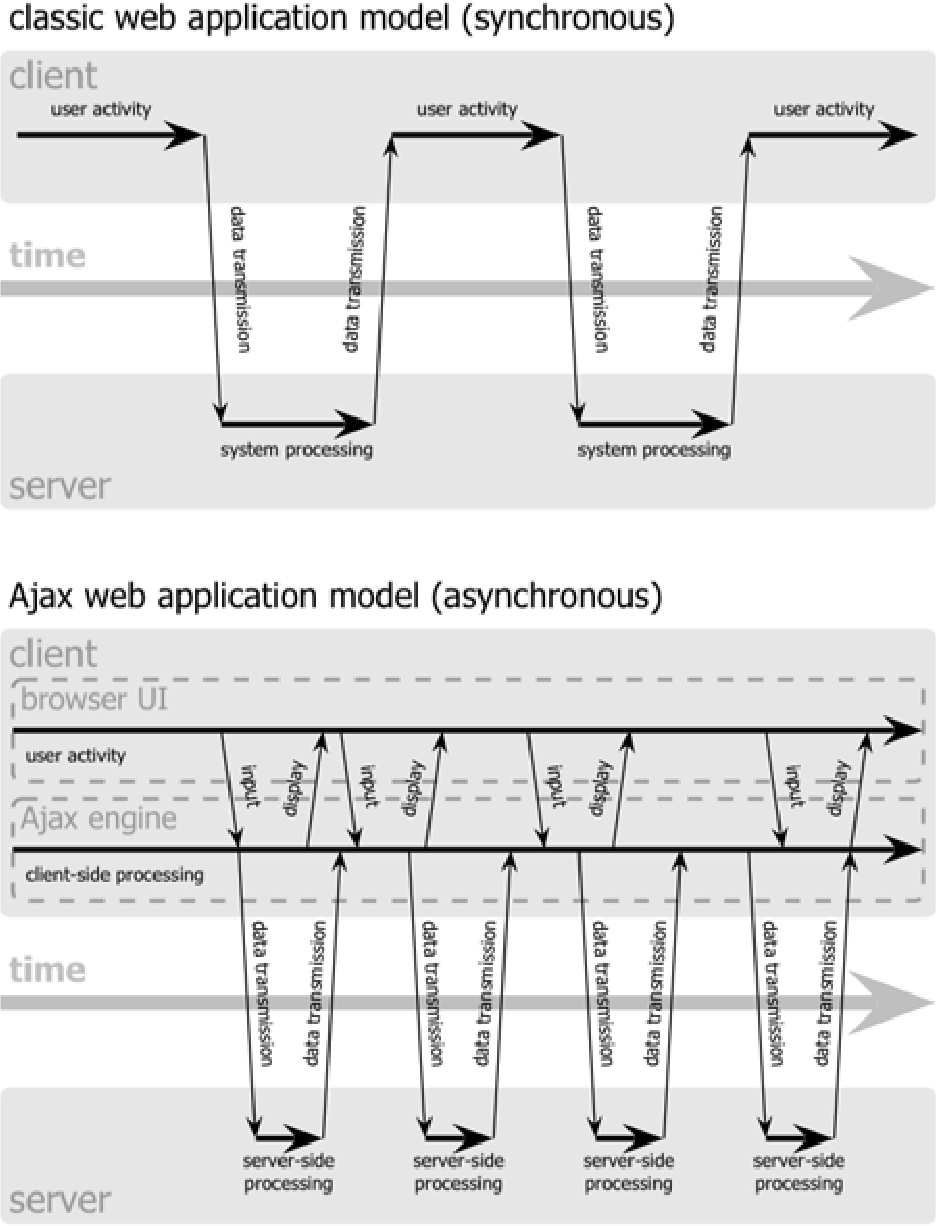 classic web application model (synchronous)
client
user activity
user activity
user activity
data transmission
data transmission
data transmission
data transmission
time
system processing
system processing
server
Ajax web application model (asynchronous)
client
browser UI
user activity
input
display
input
display
input
display
input
display
Ajax engine
client-side processing
data transmission
data transmission
data transmission
data transmission
data transmission
data transmission
data transmission
data transmission
time
server-side
processing
server-side
processing
server-side
processing
server-side
processing
server